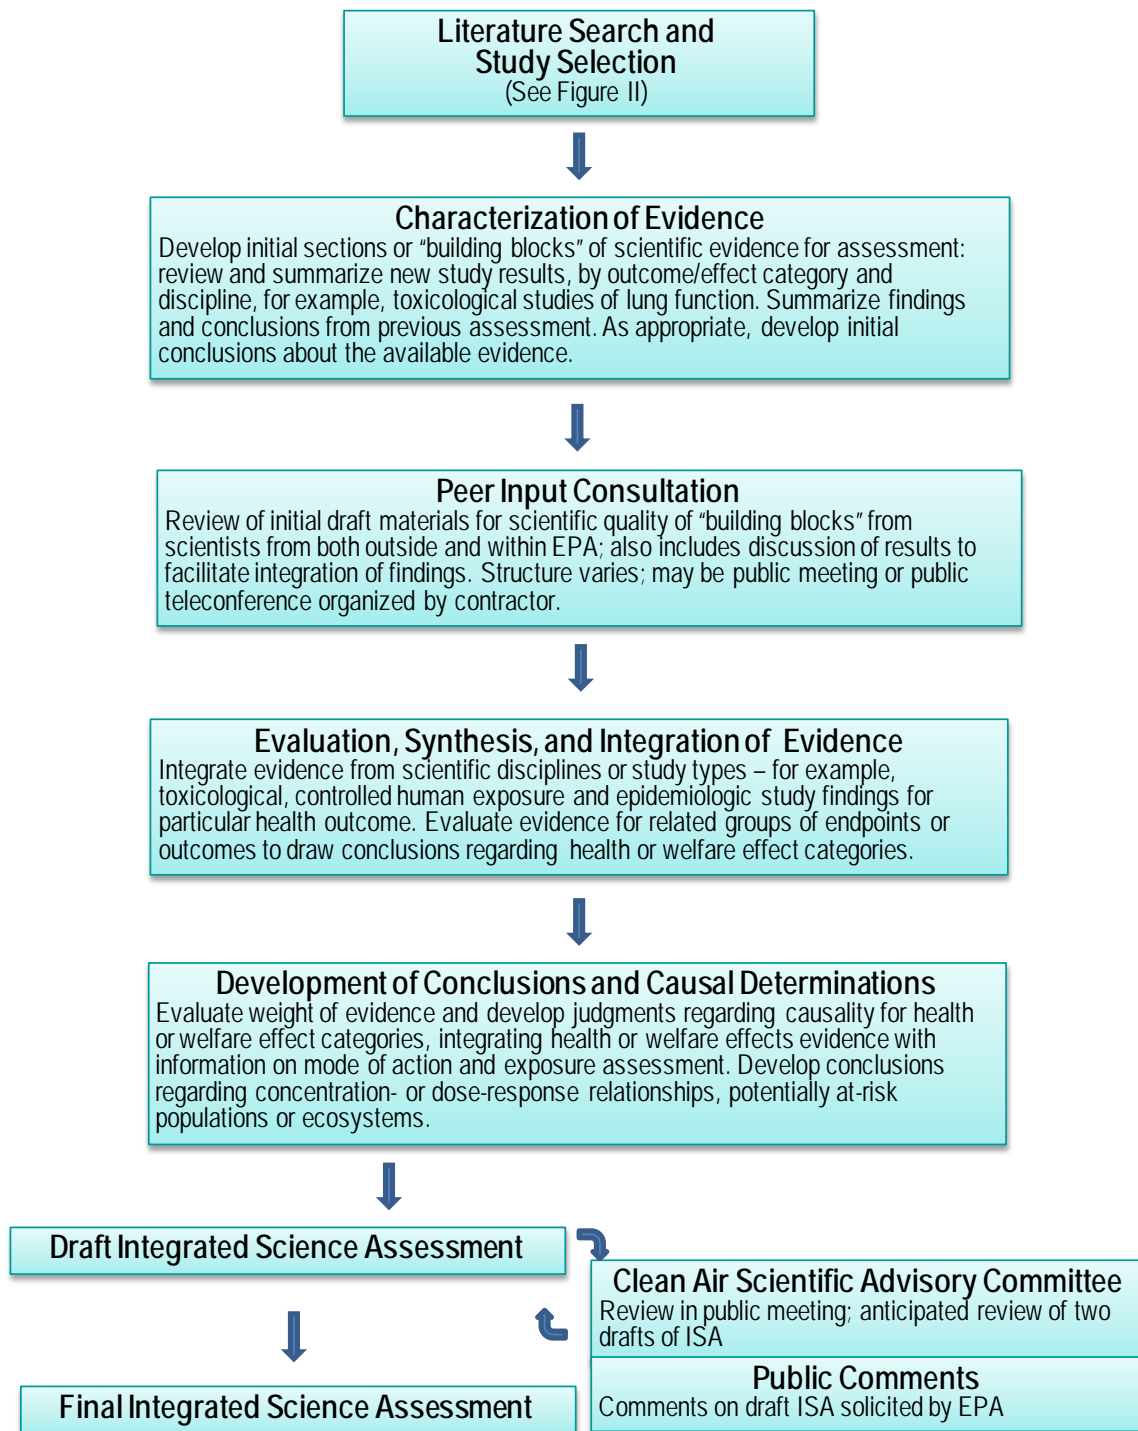 Literature Search and
Study Selection
(See Figure II)
Characterization of Evidence
Develop initial sections or “building blocks” of scientific evidence for assessment:
review and summarize new study results, by outcome/effect category and
discipline, for example, toxicological studies of lung function. Summarize findings
and conclusions from previous assessment. As appropriate, develop initial
conclusions about the available evidence.
Peer Input Consultation
Review of initial draft materials for scientific quality of “building blocks” from
scientists from both outside and within EPA; also includes discussion of results to
facilitate integration of findings. Structure varies; may be public meeting or public
teleconference organized by contractor.
Evaluation, Synthesis, and Integration of Evidence
Integrate evidence from scientific disciplines or study types – for example,
toxicological, controlled human exposure and epidemiologic study findings for
particular health outcome. Evaluate evidence for related groups of endpoints or
outcomes to draw conclusions regarding health or welfare effect categories.
Development of Conclusions and Causal Determinations
Evaluate weight of evidence and develop judgments regarding causality for health
or welfare effect categories, integrating health or welfare effects evidence with
information on mode of action and exposure assessment. Develop conclusions
regarding concentration- or dose-response relationships, potentially at-risk
populations or ecosystems.
Draft Integrated Science Assessment
Clean Air Scientific Advisory Committee
Review in public meeting; anticipated review of two
drafts of ISA
Public Comments
Comments on draft ISA solicited by EPA
Final Integrated Science Assessment